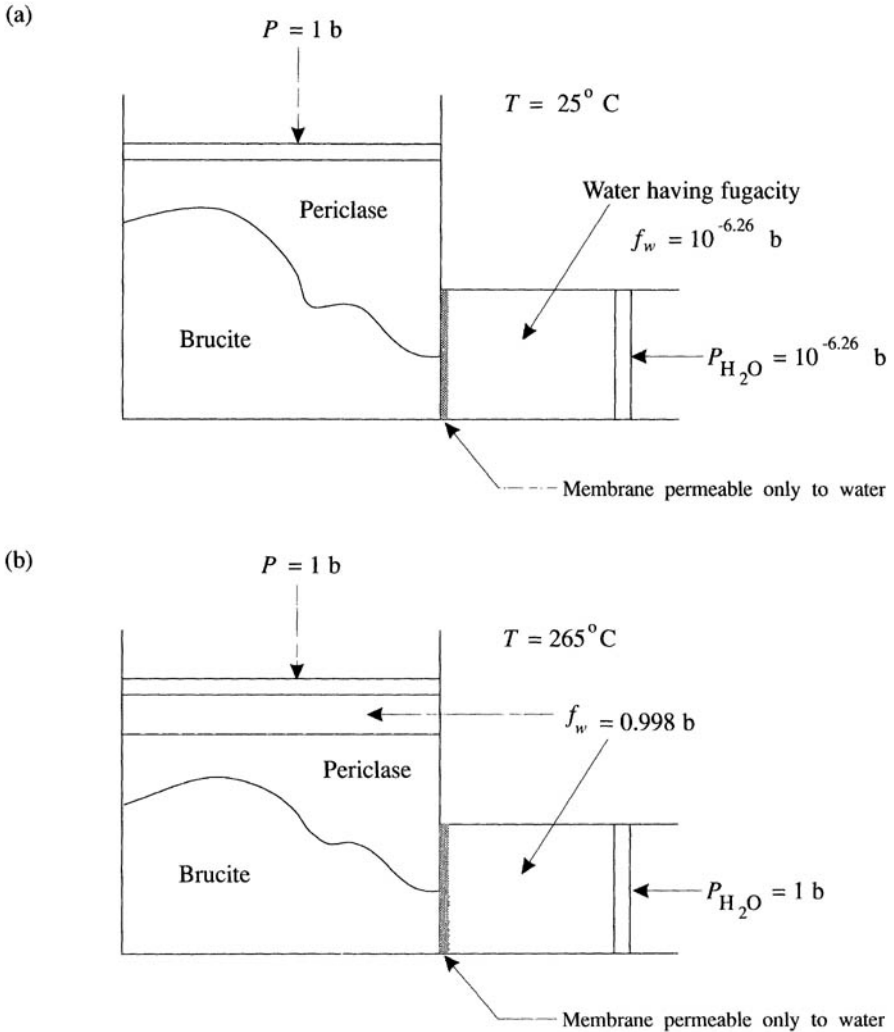 (a)
P = 1 b
T = 25° C
Water having fugacity
f_w = 10^-6.26 b
Periclase
Brucite
P_H₂O = 10^-6.26 b
Membrane permeable only to water
(b)
P = 1 b
T = 265°C
f_w = 0.998 b
Periclase
Brucite
P_H₂O = 1 b
Membrane permeable only to water